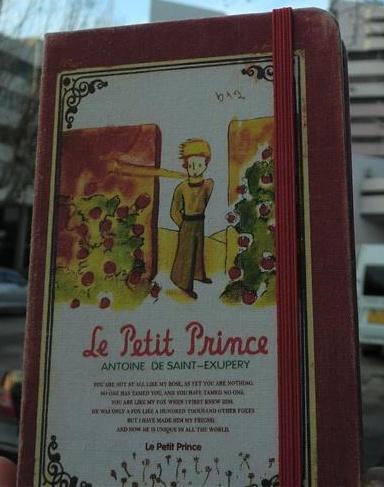 b612
Le Petit Prince
ANTOINE DE SAINT-EXUPERY
YOU ARE NOT AT ALL LIKE MY ROSE, AS YET YOU ARE NOTHING.
NO ONE HAS TAMED YOU, AND YOU HAVE TAMED NO ONE.
YOU ARE LIKE MY FOX WHEN I FIRST KNEW HIM.
HE WAS ONLY A FOX LIKE A HUNDRED THOUSAND OTHER FOXES
BUT I HAVE MADE HIM MY FRIEND,
AND NOW HE IS UNIQUE IN ALL THE WORLD.
Le Petit Prince